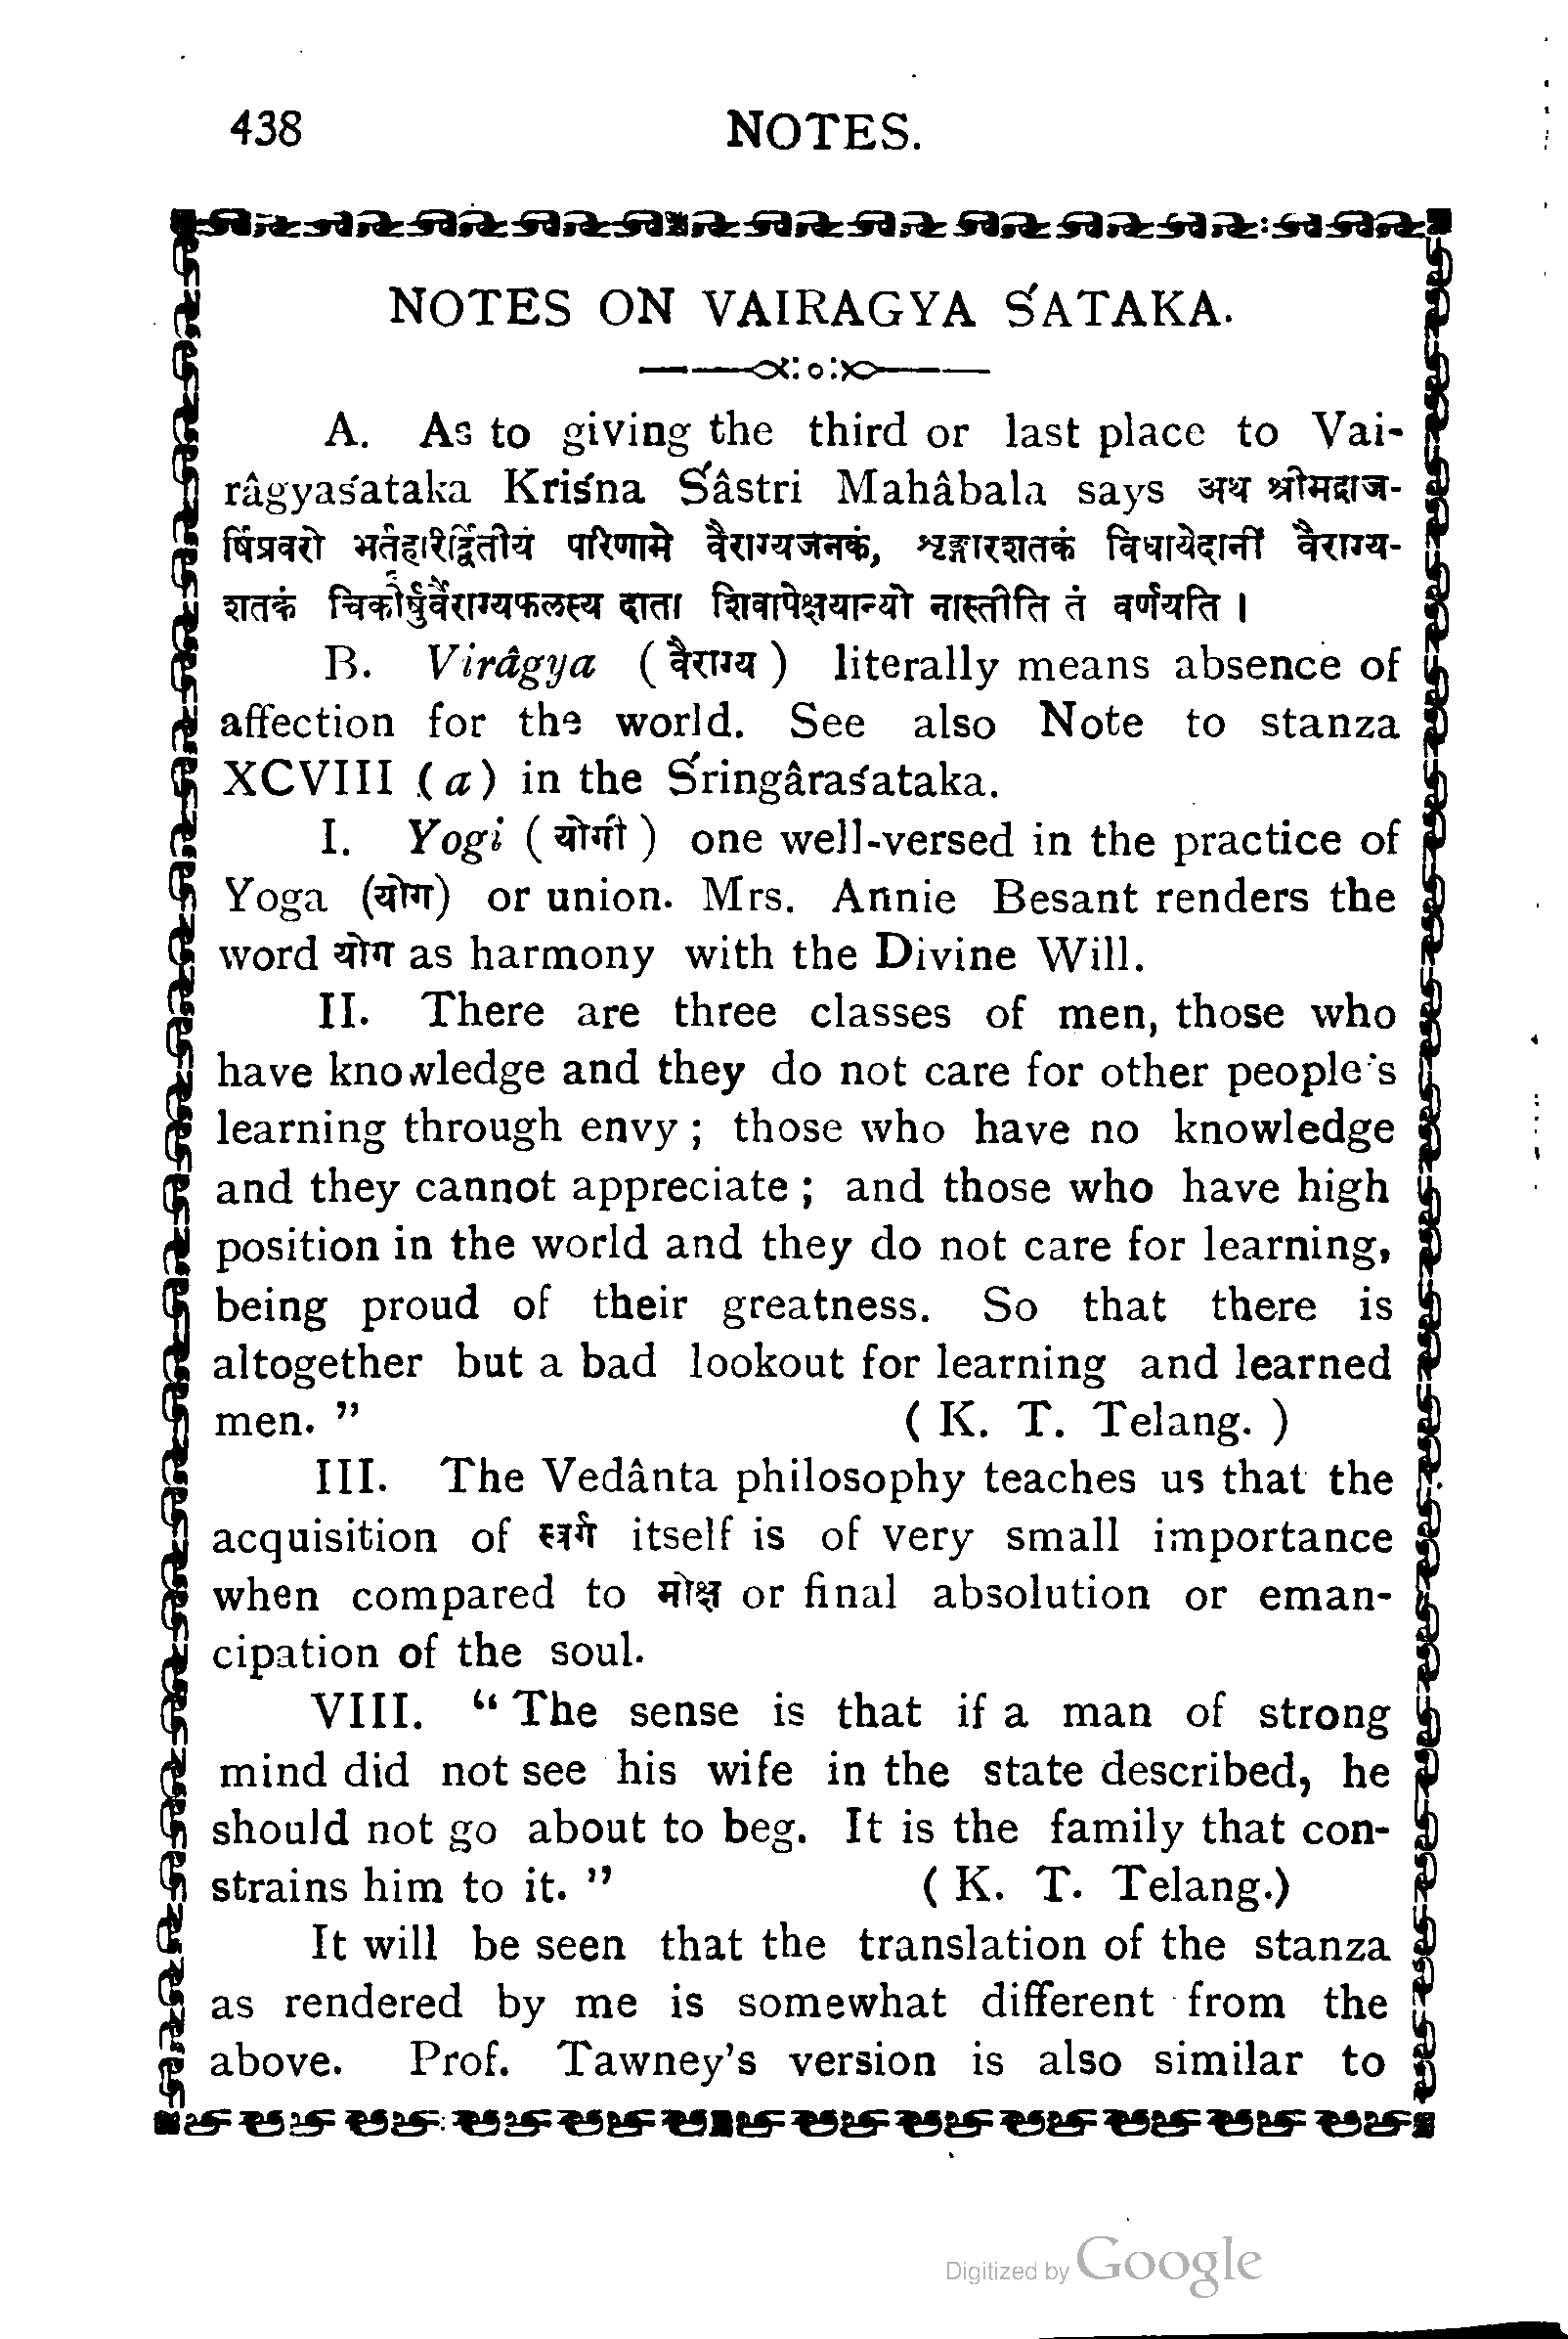 438 NOTES.
NOTES ON VAIRAGYA ŚATAKA.
A. As to giving the third or last place to Vai-
râgyaśataka Kriśna Śâstri Mahâbala says अथ श्रीमद्राज-
र्षिप्रवरो भर्तृहरिर्द्वितीयं परिणामे वैराग्यजनकं, शृङ्गारशतकं विधायेदानीं वैराग्य-
शतकं चिकीर्षुर्वैराग्यफलस्य दाता शिवापेक्षयान्यो नास्तीति तं वर्णयति ।
B. Virâgya ( वैराग्य ) literally means absence of
affection for the world. See also Note to stanza
XCVIII ( a ) in the Śringâraśataka.
I. Yogi ( योगी ) one well-versed in the practice of
Yoga (योग) or union. Mrs. Annie Besant renders the
word योग as harmony with the Divine Will.
II. There are three classes of men, those who
have knowledge and they do not care for other people's
learning through envy ; those who have no knowledge
and they cannot appreciate ; and those who have high
position in the world and they do not care for learning,
being proud of their greatness. So that there is
altogether but a bad lookout for learning and learned
men. ” ( K. T. Telang. )
III. The Vedânta philosophy teaches us that the
acquisition of स्वर्ग itself is of very small importance
when compared to मोक्ष or final absolution or eman-
cipation of the soul.
VIII. “ The sense is that if a man of strong
mind did not see his wife in the state described, he
should not go about to beg. It is the family that con-
strains him to it. ” ( K. T. Telang.)
It will be seen that the translation of the stanza
as rendered by me is somewhat different from the
above. Prof. Tawney's version is also similar to
Digitized by Google